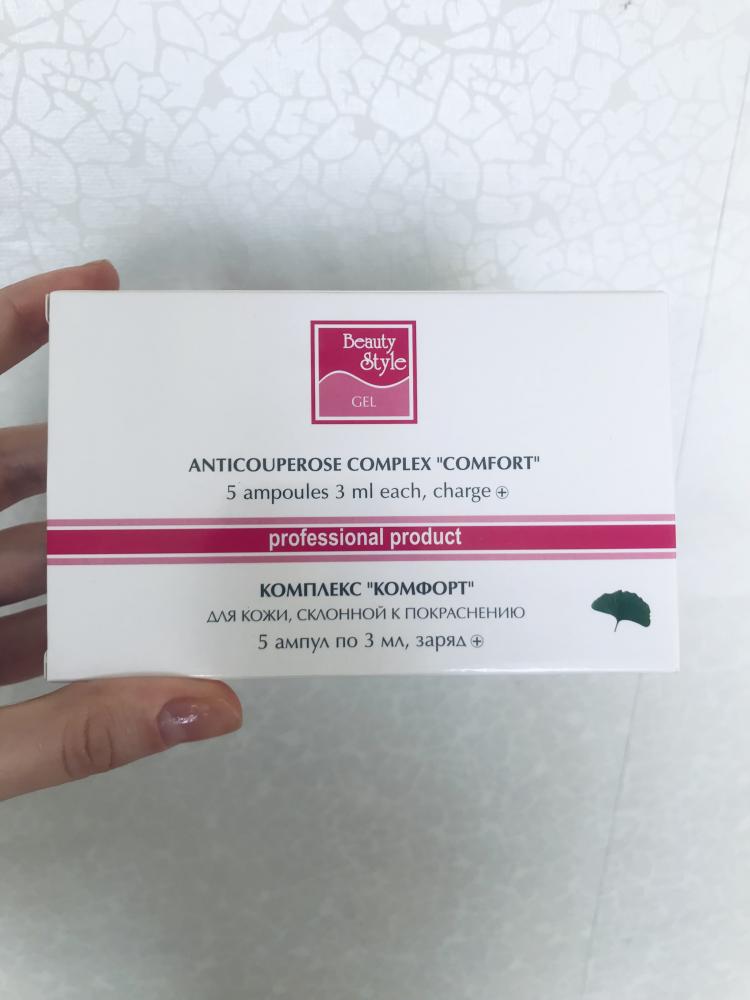 Beauty
Style
GEL
ANTICOUPEROSE COMPLEX "COMFORT"
5 ampoules 3 ml each, charge ⊕
professional product
КОМПЛЕКС "КОМФОРТ"
ДЛЯ КОЖИ, СКЛОННОЙ К ПОКРАСНЕНИЮ
5 ампул по 3 мл, заряд ⊕